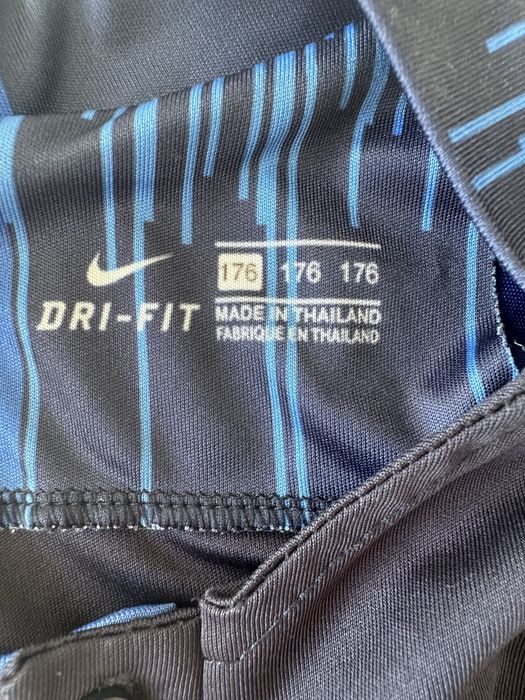 DRI-FIT
176 176 176
MADE IN THAILAND
FABRIQUE EN THAILAND